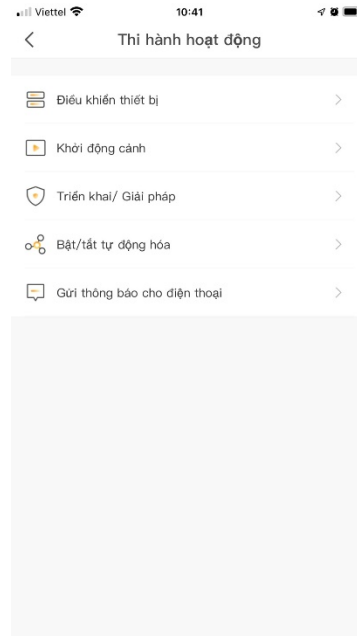 Viettel 10:41
Thi hành hoạt động
Điều khiển thiết bị
Khởi động cảnh
Triển khai/ Giải pháp
Bật/tắt tự động hóa
Gửi thông báo cho điện thoại